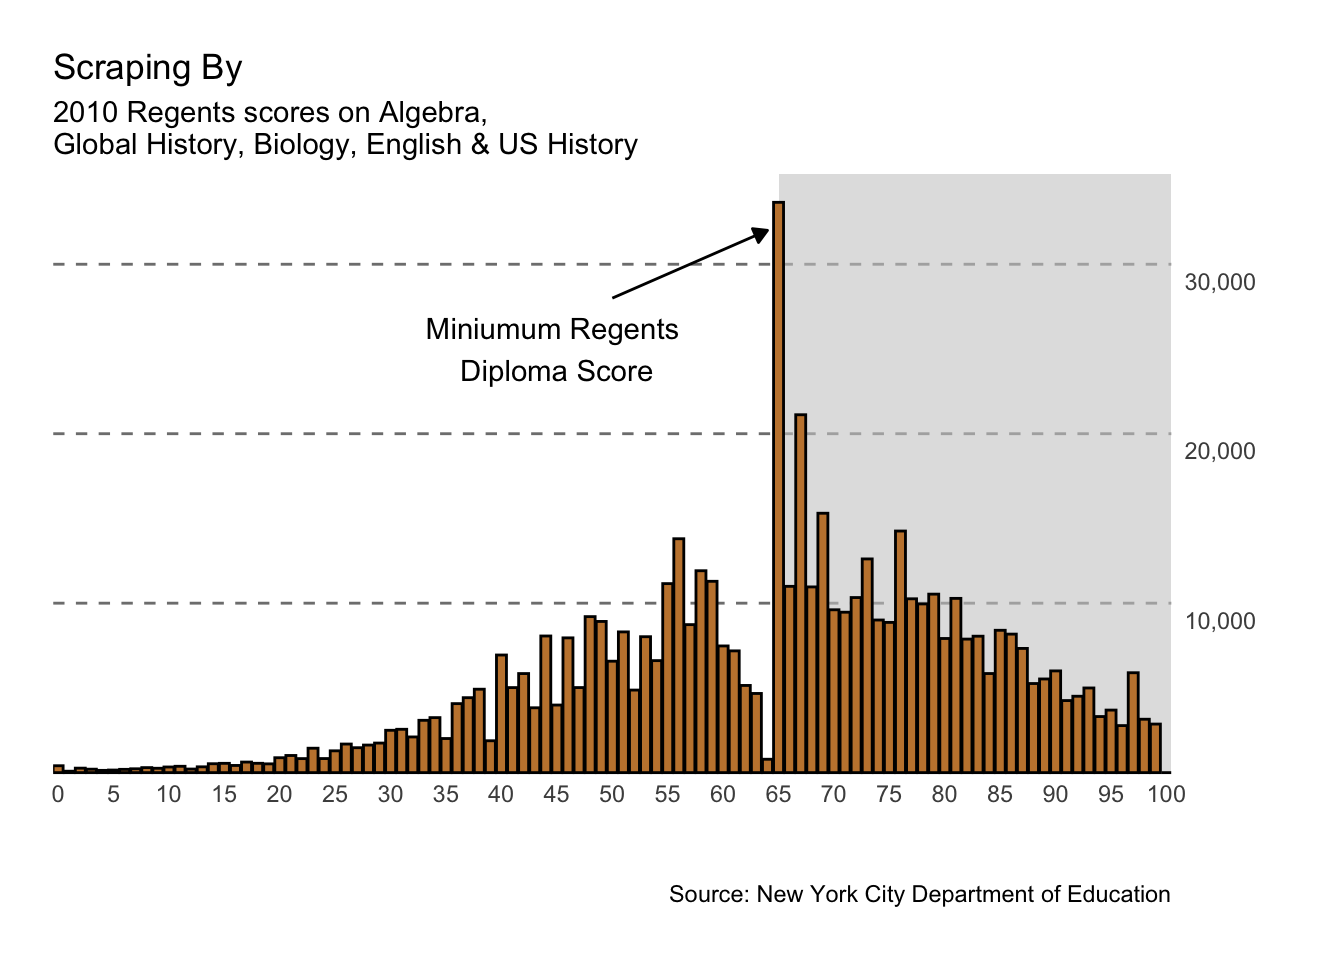 Scraping By
2010 Regents scores on Algebra,
Global History, Biology, English & US History
30,000
Miniumum Regents
Diploma Score
20,000
10,000
0 5 10 15 20 25 30 35 40 45 50 55 60 65 70 75 80 85 90 95 100
Source: New York City Department of Education